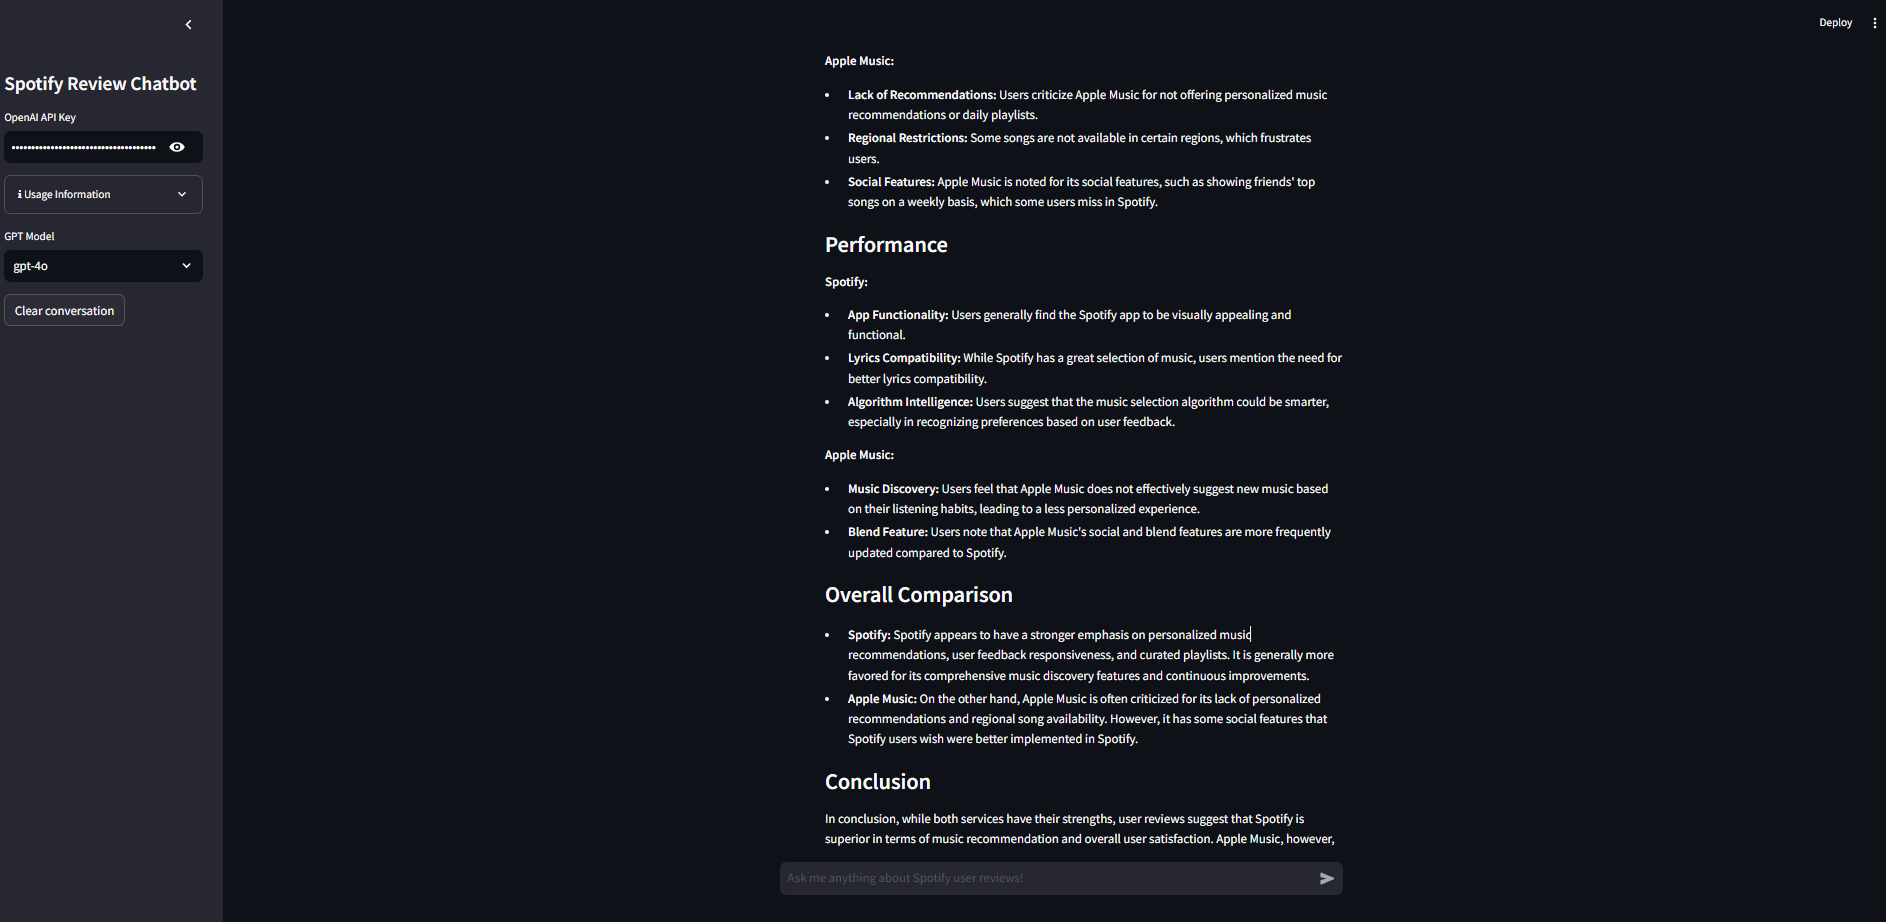 Deploy
Spotify Review Chatbot
OpenAI API Key
Usage Information
GPT Model
gpt-4o
Clear conversation
Apple Music:
Lack of Recommendations: Users criticize Apple Music for not offering personalized music
recommendations or daily playlists.
Regional Restrictions: Some songs are not available in certain regions, which frustrates
users.
Social Features: Apple Music is noted for its social features, such as showing friends' top
songs on a weekly basis, which some users miss in Spotify.
Performance
Spotify:
App Functionality: Users generally find the Spotify app to be visually appealing and
functional.
Lyrics Compatibility: While Spotify has a great selection of music, users mention the need for
better lyrics compatibility.
Algorithm Intelligence: Users suggest that the music selection algorithm could be smarter,
especially in recognizing preferences based on user feedback.
Apple Music:
Music Discovery: Users feel that Apple Music does not effectively suggest new music based
on their listening habits, leading to a less personalized experience.
Blend Feature: Users note that Apple Music's social and blend features are more frequently
updated compared to Spotify.
Overall Comparison
Spotify: Spotify appears to have a stronger emphasis on personalized music
recommendations, user feedback responsiveness, and curated playlists. It is generally more
favored for its comprehensive music discovery features and continuous improvements.
Apple Music: On the other hand, Apple Music is often criticized for its lack of personalized
recommendations and regional song availability. However, it has some social features that
Spotify users wish were better implemented in Spotify.
Conclusion
In conclusion, while both services have their strengths, user reviews suggest that Spotify is
superior in terms of music recommendation and overall user satisfaction. Apple Music, however,
Ask me anything about Spotify user reviews!